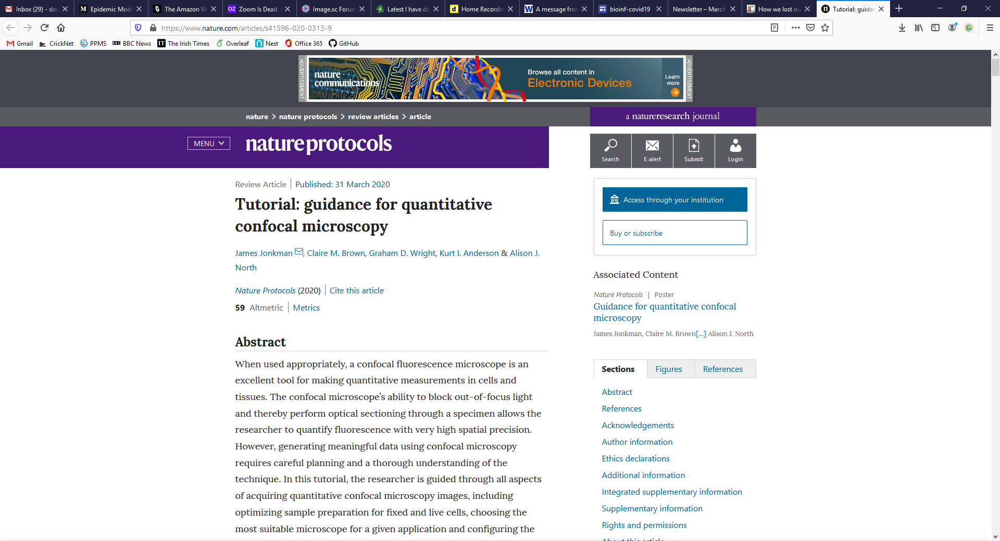 Inbox (29) - dav
Epidemic Mode
The Amazon W
Zoom Is Dead.
Image.sc Forum
Latest I have da
Home Recordin
A message fron
bioinf-covid19
Newsletter – March
How we lost ou
Tutorial: guidan
https://www.nature.com/articles/s41596-020-0313-9
Gmail
CrickNet
PPMS
BBC News
The Irish Times
Overleaf
Nest
Office 365
GitHub
ADVERTISEMENT
nature
communications
Browse all content in
Electronic Devices
Learn
more
ADVERTISEMENT
nature > nature protocols > review articles > article
a natureresearch journal
MENU
natureprotocols
Search
E-alert
Submit
Login
Review Article | Published: 31 March 2020
Tutorial: guidance for quantitative
confocal microscopy
James Jonkman, Claire M. Brown, Graham D. Wright, Kurt I. Anderson & Alison J.
North
Nature Protocols (2020) | Cite this article
59 Altmetric | Metrics
Abstract
When used appropriately, a confocal fluorescence microscope is an
excellent tool for making quantitative measurements in cells and
tissues. The confocal microscope’s ability to block out-of-focus light
and thereby perform optical sectioning through a specimen allows the
researcher to quantify fluorescence with very high spatial precision.
However, generating meaningful data using confocal microscopy
requires careful planning and a thorough understanding of the
technique. In this tutorial, the researcher is guided through all aspects
of acquiring quantitative confocal microscopy images, including
optimizing sample preparation for fixed and live cells, choosing the
most suitable microscope for a given application and configuring the
Access through your institution
Buy or subscribe
Associated Content
Nature Protocols | Poster
Guidance for quantitative confocal
microscopy
James Jonkman, Claire M. Brown[...] Alison J. North
Sections
Figures
References
Abstract
References
Acknowledgements
Author information
Ethics declarations
Additional information
Integrated supplementary information
Supplementary information
Rights and permissions
About this article